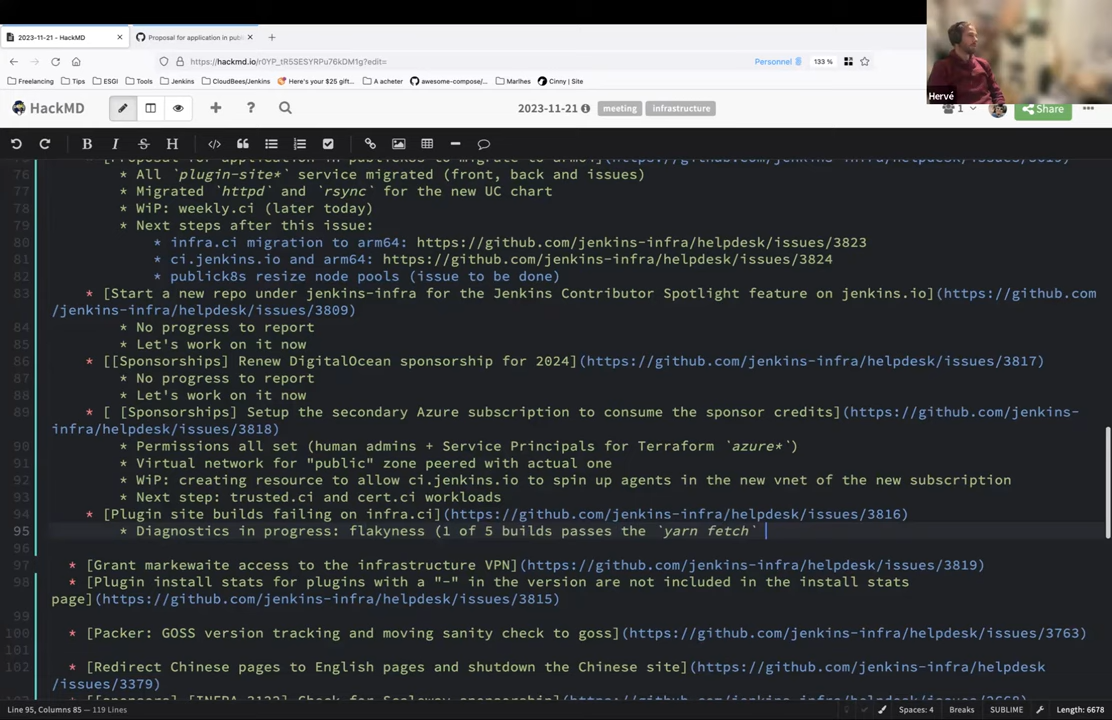 2023-11-21 - HackMD
Proposal for application in publi
https://hackmd.io/r0YP_tR5SESYRPu76kDM1g?edit=
Personnel
133 %
Freelancing
Tips
ESGI
Tools
Jenkins
CloudBees/Jenkins
Here's your $25 gift...
A acheter
awesome-compose/...
Marlhes
Cinny | Site
Hervé
HackMD
2023-11-21
meeting
infrastructure
1
Share
76 * All `plugin-site*` service migrated (front, back and issues)
77 * Migrated `httpd` and `rsync` for the new UC chart
78 * WiP: weekly.ci (later today)
79 * Next steps after this issue:
80 * infra.ci migration to arm64: https://github.com/jenkins-infra/helpdesk/issues/3823
81 * ci.jenkins.io and arm64: https://github.com/jenkins-infra/helpdesk/issues/3824
82 * publick8s resize node pools (issue to be done)
83 * [Start a new repo under jenkins-infra for the Jenkins Contributor Spotlight feature on jenkins.io](https://github.com
/jenkins-infra/helpdesk/issues/3809)
84 * No progress to report
85 * Let's work on it now
86 * [[Sponsorships] Renew DigitalOcean sponsorship for 2024](https://github.com/jenkins-infra/helpdesk/issues/3817)
87 * No progress to report
88 * Let's work on it now
89 * [ [Sponsorships] Setup the secondary Azure subscription to consume the sponsor credits](https://github.com/jenkins-
infra/helpdesk/issues/3818)
90 * Permissions all set (human admins + Service Principals for Terraform `azure*`)
91 * Virtual network for "public" zone peered with actual one
92 * WiP: creating resource to allow ci.jenkins.io to spin up agents in the new vnet of the new subscription
93 * Next step: trusted.ci and cert.ci workloads
94 * [Plugin site builds failing on infra.ci](https://github.com/jenkins-infra/helpdesk/issues/3816)
95 * Diagnostics in progress: flakyness (1 of 5 builds passes the `yarn fetch`
96
97 * [Grant markewaite access to the infrastructure VPN](https://github.com/jenkins-infra/helpdesk/issues/3819)
98 * [Plugin install stats for plugins with a "-" in the version are not included in the install stats
page](https://github.com/jenkins-infra/helpdesk/issues/3815)
99
100 * [Packer: GOSS version tracking and moving sanity check to goss](https://github.com/jenkins-infra/helpdesk/issues/3763)
101
102 * [Redirect Chinese pages to English pages and shutdown the Chinese site](https://github.com/jenkins-infra/helpdesk
/issues/3379)
Line 95, Columns 85 — 119 Lines
Spaces: 4
Breaks
SUBLIME
Length: 6678